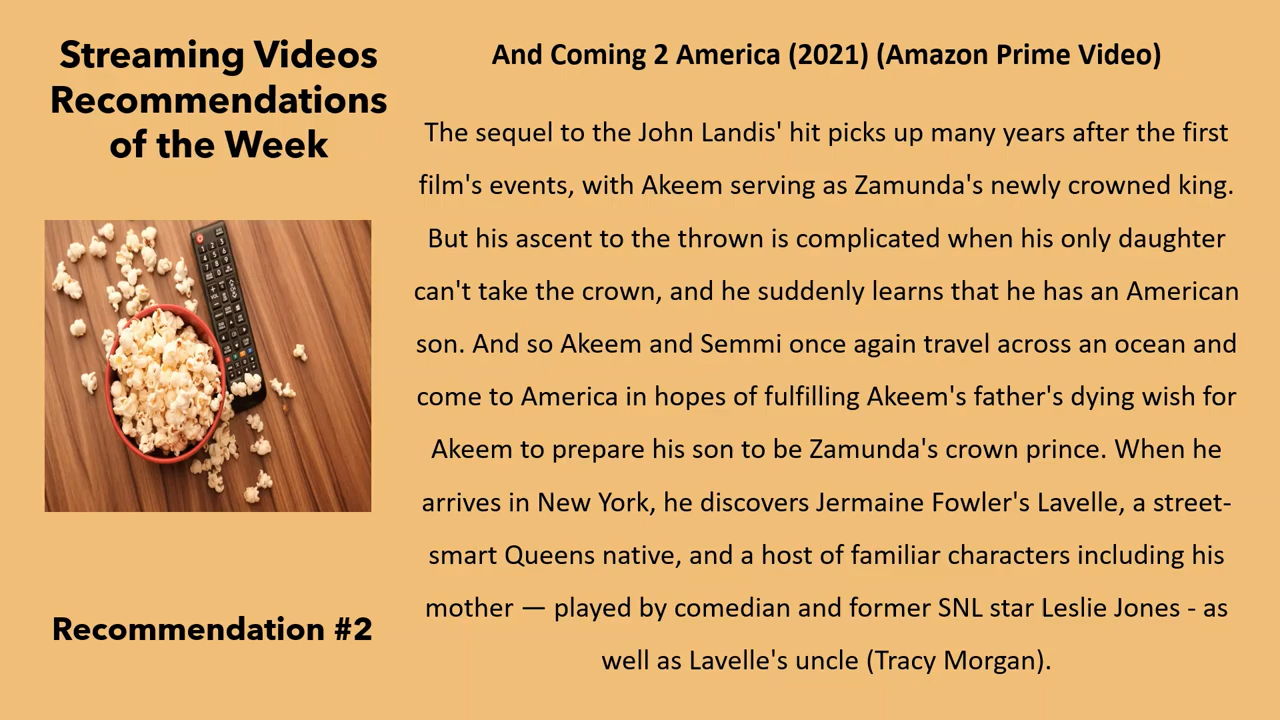 Streaming Videos
Recommendations
of the Week
Recommendation #2
And Coming 2 America (2021) (Amazon Prime Video)
The sequel to the John Landis' hit picks up many years after the first
film's events, with Akeem serving as Zamunda's newly crowned king.
But his ascent to the thrown is complicated when his only daughter
can't take the crown, and he suddenly learns that he has an American
son. And so Akeem and Semmi once again travel across an ocean and
come to America in hopes of fulfilling Akeem's father's dying wish for
Akeem to prepare his son to be Zamunda's crown prince. When he
arrives in New York, he discovers Jermaine Fowler's Lavelle, a street-
smart Queens native, and a host of familiar characters including his
mother — played by comedian and former SNL star Leslie Jones - as
well as Lavelle's uncle (Tracy Morgan).